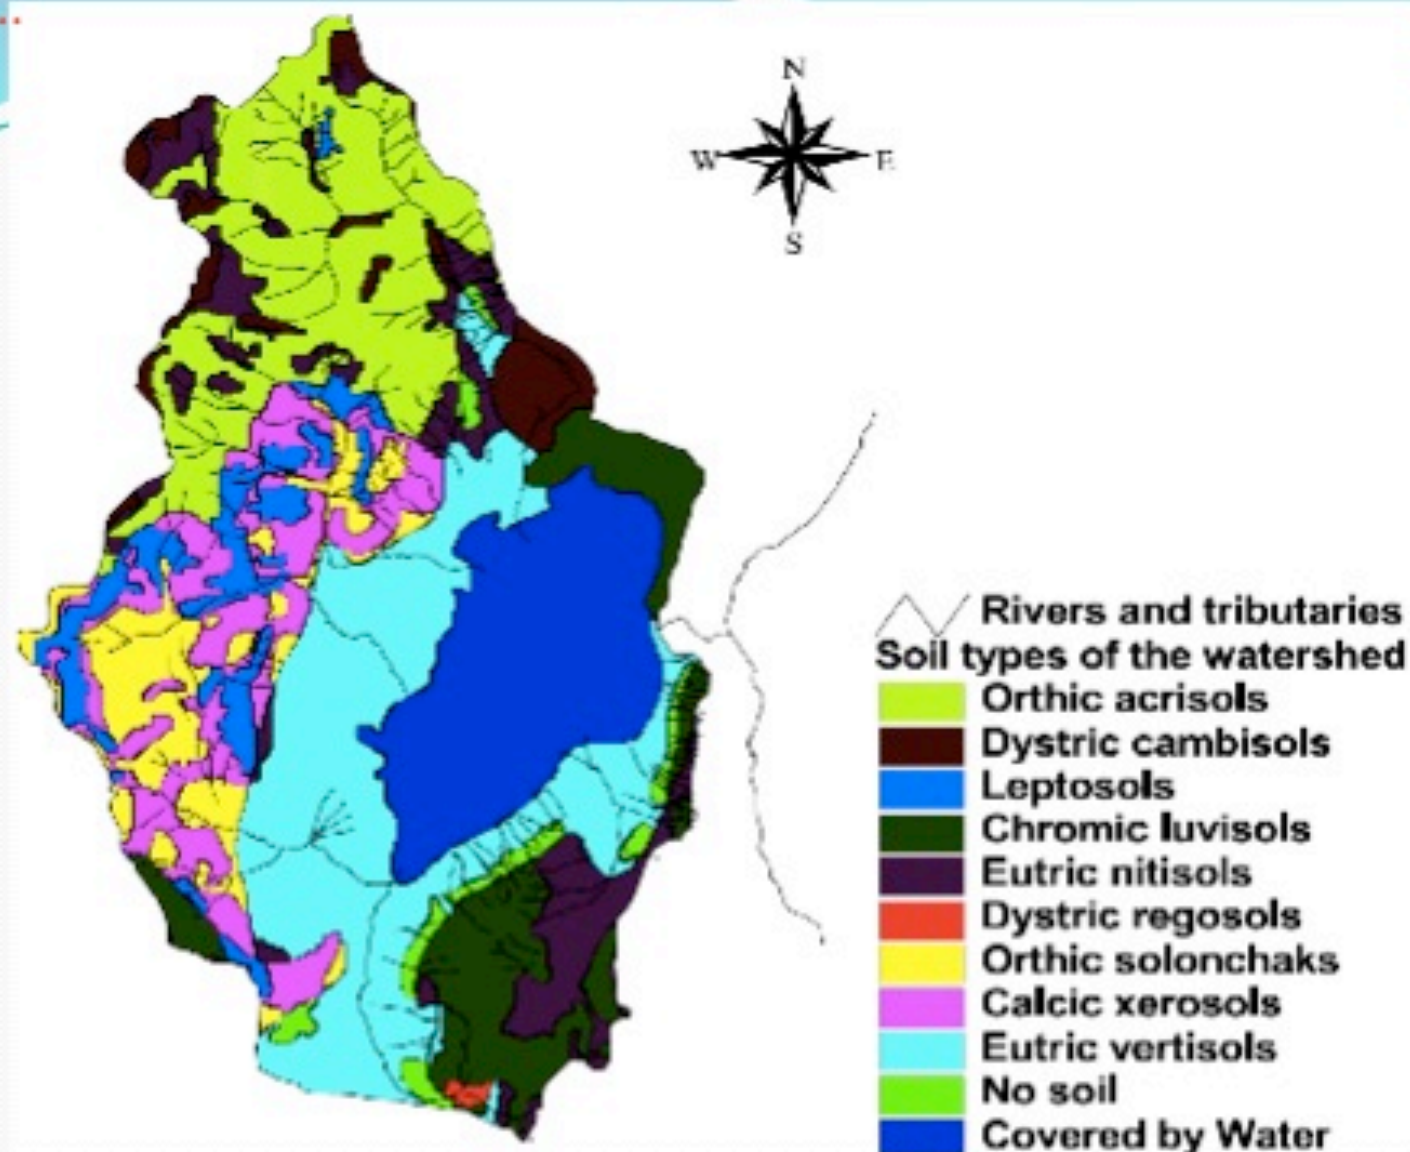 N
W E
S
Rivers and tributaries
Soil types of the watershed
Orthic acrisols
Dystric cambisols
Leptosols
Chromic luvisols
Eutric nitisols
Dystric regosols
Orthic solonchaks
Calcic xerosols
Eutric vertisols
No soil
Covered by Water